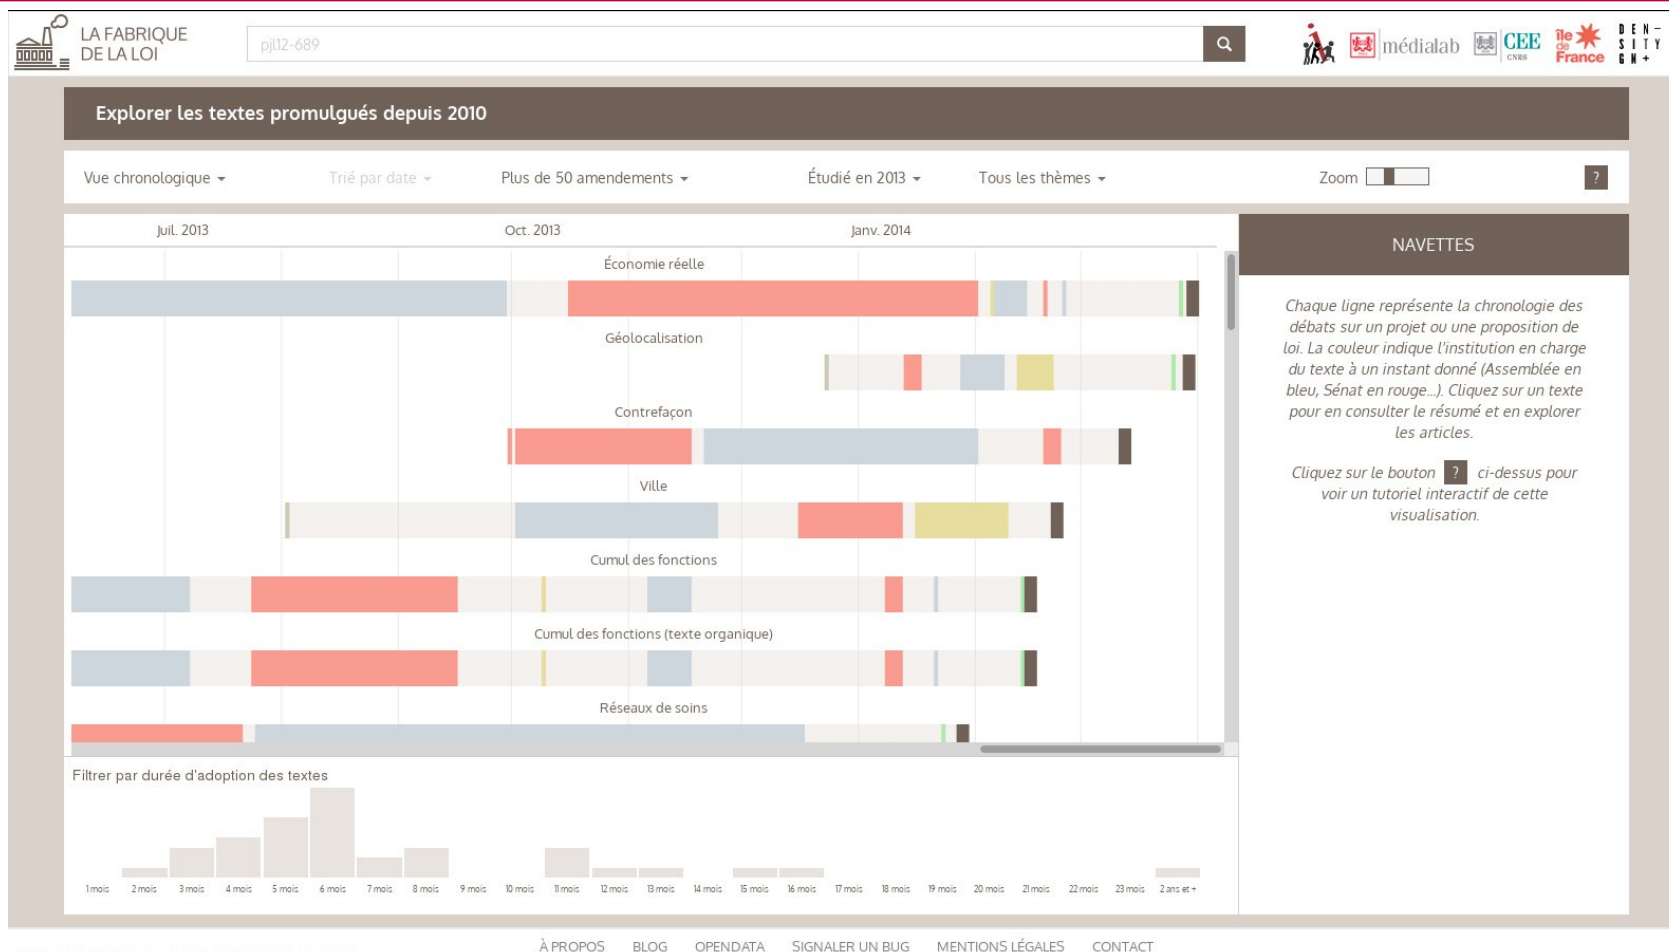 LA FABRIQUE
DE LA LOI
pjl12-689
médialab
CEE
CNRS
île
de
France
DEN-
SITY
GN+
Explorer les textes promulgués depuis 2010
Vue chronologique
Trié par date
Plus de 50 amendements
Étudié en 2013
Tous les thèmes
Zoom
?
Juil. 2013
Oct. 2013
Janv. 2014
Économie réelle
Géolocalisation
Contrefaçon
Ville
Cumul des fonctions
Cumul des fonctions (texte organique)
Réseaux de soins
NAVETTES
Chaque ligne représente la chronologie des
débats sur un projet ou une proposition de
loi. La couleur indique l'institution en charge
du texte à un instant donné (Assemblée en
bleu, Sénat en rouge...). Cliquez sur un texte
pour en consulter le résumé et en explorer
les articles.
Cliquez sur le bouton ? ci-dessus pour
voir un tutoriel interactif de cette
visualisation.
Filtrer par durée d'adoption des textes
1 mois 2 mois 3 mois 4 mois 5 mois 6 mois 7 mois 8 mois 9 mois 10 mois 11 mois 12 mois 13 mois 14 mois 15 mois 16 mois 17 mois 18 mois 19 mois 20 mois 21 mois 22 mois 23 mois 2 ans et +
À PROPOS BLOG OPENDATA SIGNALER UN BUG MENTIONS LÉGALES CONTACT